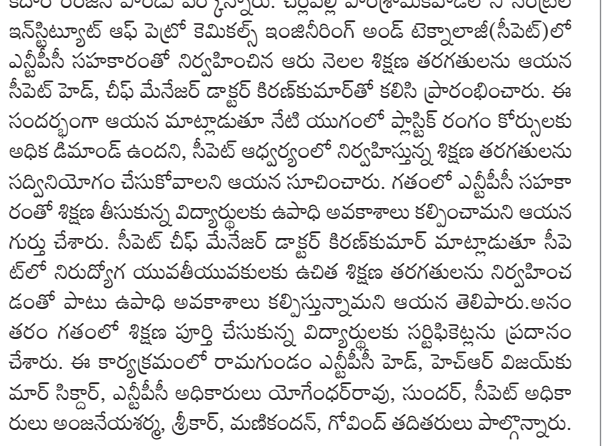 ఇన్‌స్టిట్యూట్ ఆఫ్ పెట్రో కెమికల్స్ ఇంజినీరింగ్ అండ్ టెక్నాలాజీ(సీపెట్)లో
ఎన్టీపీసీ సహకారంతో నిర్వహించిన ఆరు నెలల శిక్షణ తరగతులను ఆయన
సీపెట్ హెడ్, చీఫ్ మేనేజర్ డాక్టర్ కిరణ్‌కుమార్‌తో కలిసి ప్రారంభించారు. ఈ
సందర్భంగా ఆయన మాట్లాడుతూ నేటి యుగంలో ప్లాస్టిక్ రంగం కోర్సులకు
అధిక డిమాండ్ ఉందని, సీపెట్ ఆధ్వర్యంలో నిర్వహిస్తున్న శిక్షణ తరగతులను
సద్వినియోగం చేసుకోవాలని ఆయన సూచించారు. గతంలో ఎన్టీపీసీ సహకా
రంతో శిక్షణ తీసుకున్న విద్యార్థులకు ఉపాధి అవకాశాలు కల్పించామని ఆయన
గుర్తు చేశారు. సీపెట్ చీఫ్ మేనేజర్ డాక్టర్ కిరణ్‌కుమార్ మాట్లాడుతూ సీపె
ట్‌లో నిరుద్యోగ యువతీయువకులకు ఉచిత శిక్షణ తరగతులను నిర్వహించ
డంతో పాటు ఉపాధి అవకాశాలు కల్పిస్తున్నామని ఆయన తెలిపారు.అనం
తరం గతంలో శిక్షణ పూర్తి చేసుకున్న విద్యార్థులకు సర్టిఫికెట్లను ప్రదానం
చేశారు. ఈ కార్యక్రమంలో రామగుండం ఎన్టీపీసీ హెడ్, హెచ్ఆర్ విజయ్‌కు
మార్ సిక్దార్, ఎన్టీపీసీ అధికారులు యోగేంధర్‌రావు, సుందర్, సీపెట్ అధికా
రులు అంజనేయశర్మ, శ్రీకార్, మణికందన్, గోవింద్ తదితరులు పాల్గొన్నారు.